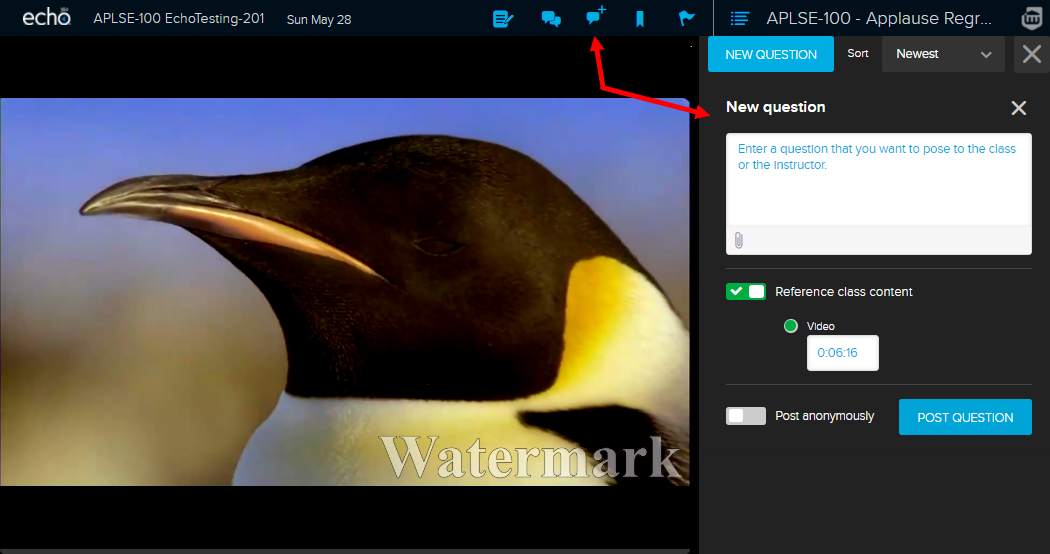 echo360
APLSE-100 EchoTesting-201
Sun May 28
APLSE-100 - Applause Regr...
NEW QUESTION
Sort
Newest
New question
Enter a question that you want to pose to the class
or the instructor.
Reference class content
Video
0:06:16
Post anonymously
POST QUESTION
Watermark